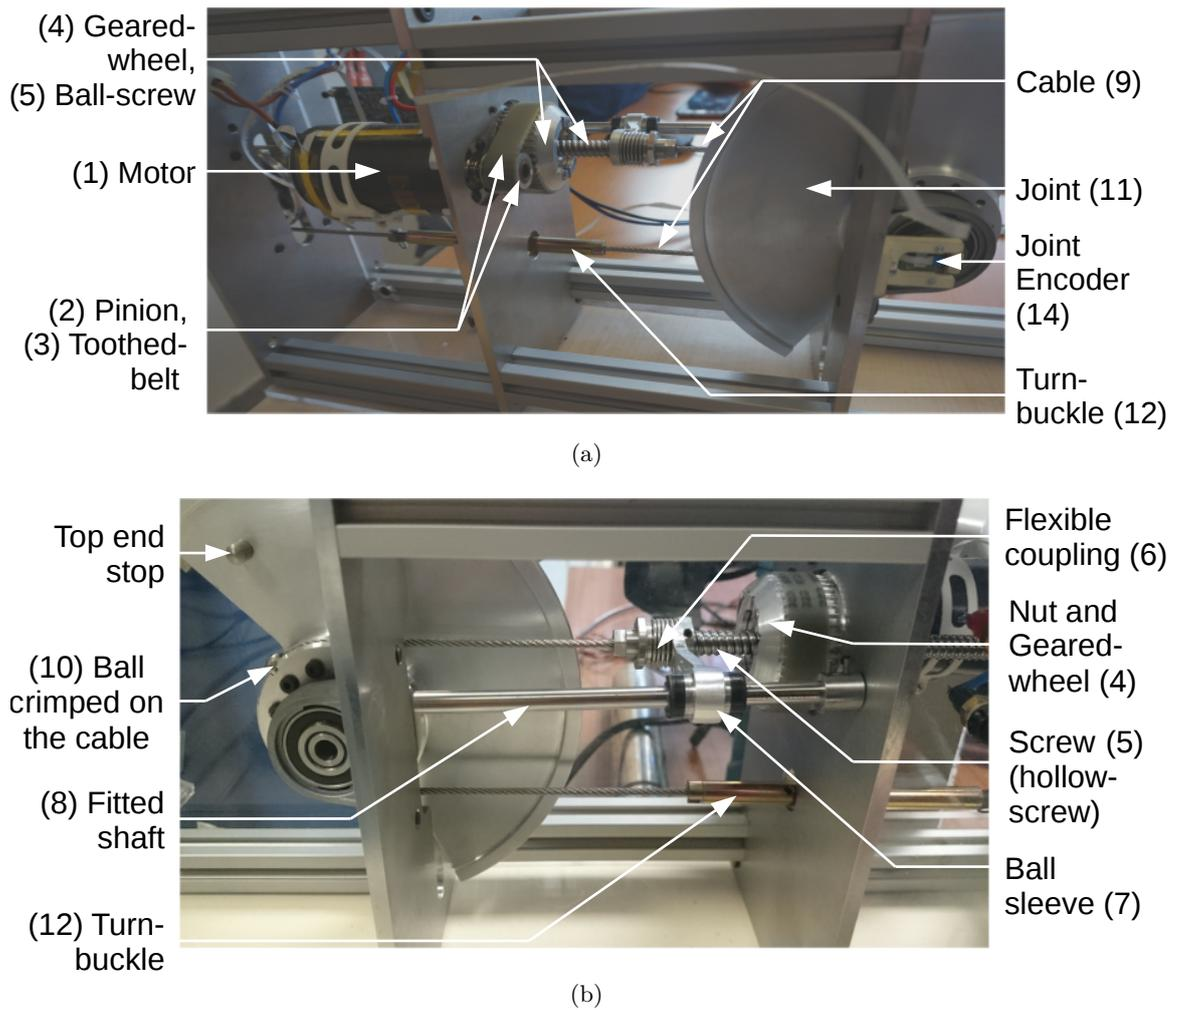 (4) Geared-
wheel,
(5) Ball-screw
(1) Motor
(2) Pinion,
(3) Toothed-
belt
Cable (9)
Joint (11)
Joint
Encoder
(14)
Turn-
buckle (12)
(a)
Top end
stop
(10) Ball
crimped on
the cable
(8) Fitted
shaft
(12) Turn-
buckle
Flexible
coupling (6)
Nut and
Geared-
wheel (4)
Screw (5)
(hollow-
screw)
Ball
sleeve (7)
(b)